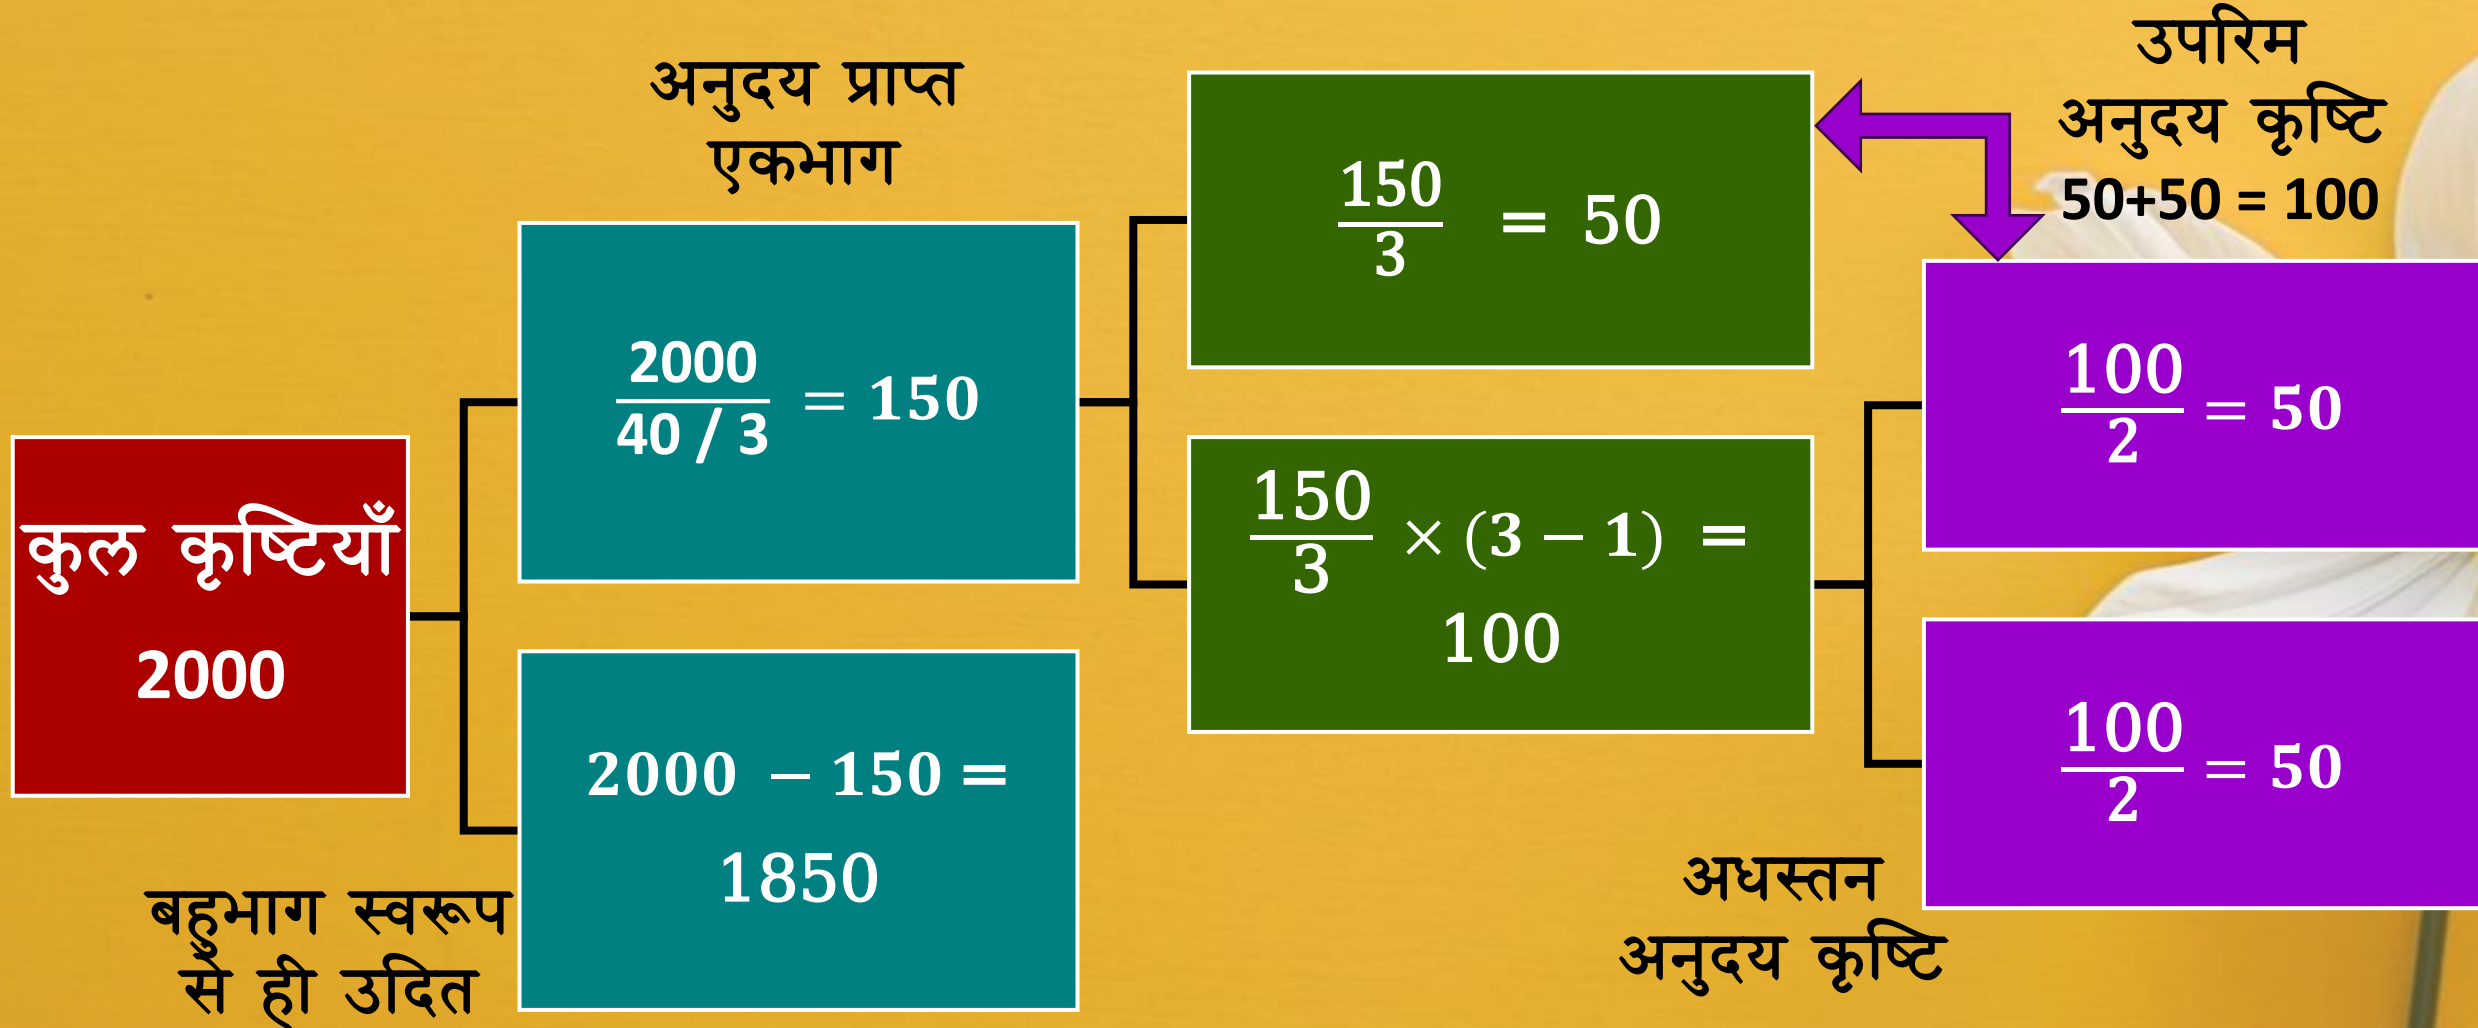 कुल कृष्टियाँ
2000
अनुदय प्राप्त
एकभाग
2000
40 / 3
= 150
2000 − 150 =
1850
बहुभाग स्वरूप
से ही उदित
150
3
= 50
150
3
× (3 − 1) =
100
उपरिम
अनुदय कृष्टि
50+50 = 100
100
2
= 50
100
2
= 50
अधस्तन
अनुदय कृष्टि